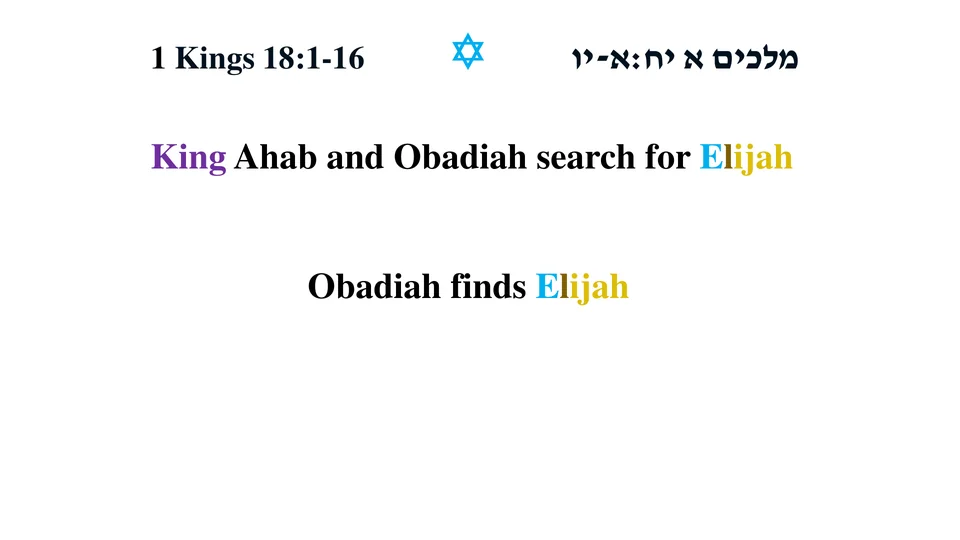 1 Kings 18:1-16 ✡ מלכים א יח:א-יו
King Ahab and Obadiah search for Elijah
Obadiah finds Elijah